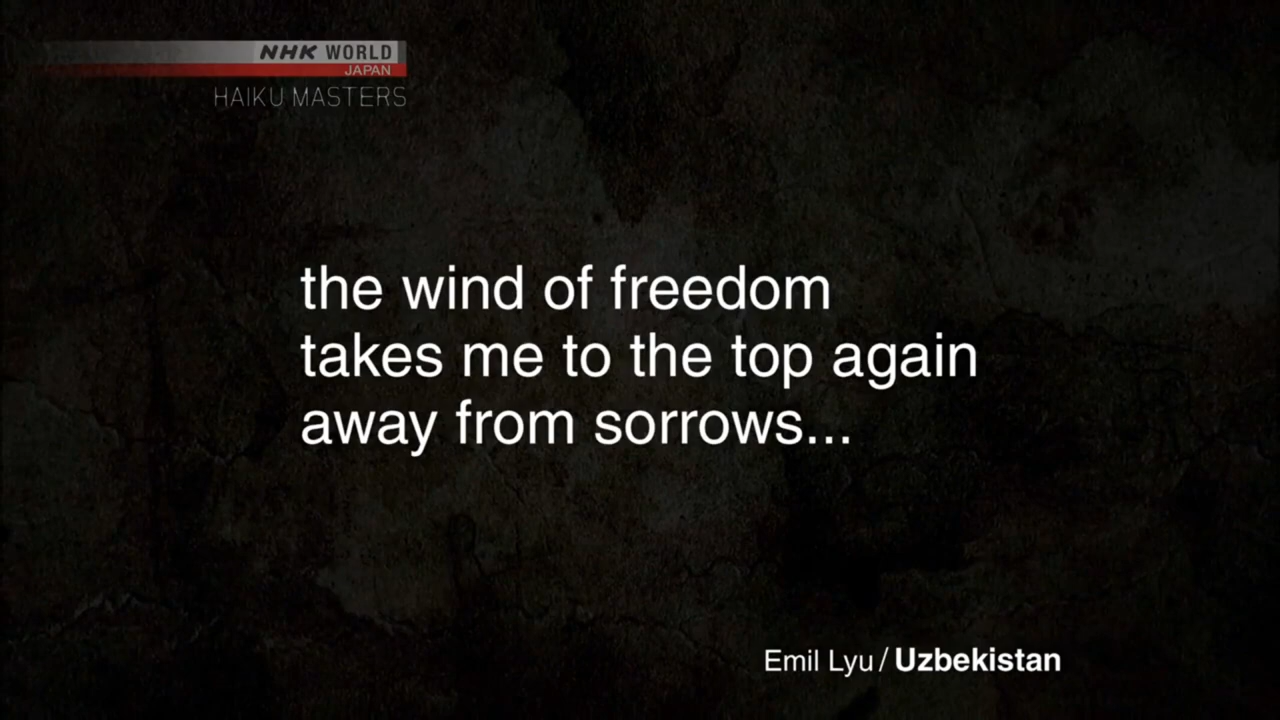 NHK WORLD
JAPAN
HAIKU MASTERS
the wind of freedom
takes me to the top again
away from sorrows...
Emil Lyu / Uzbekistan